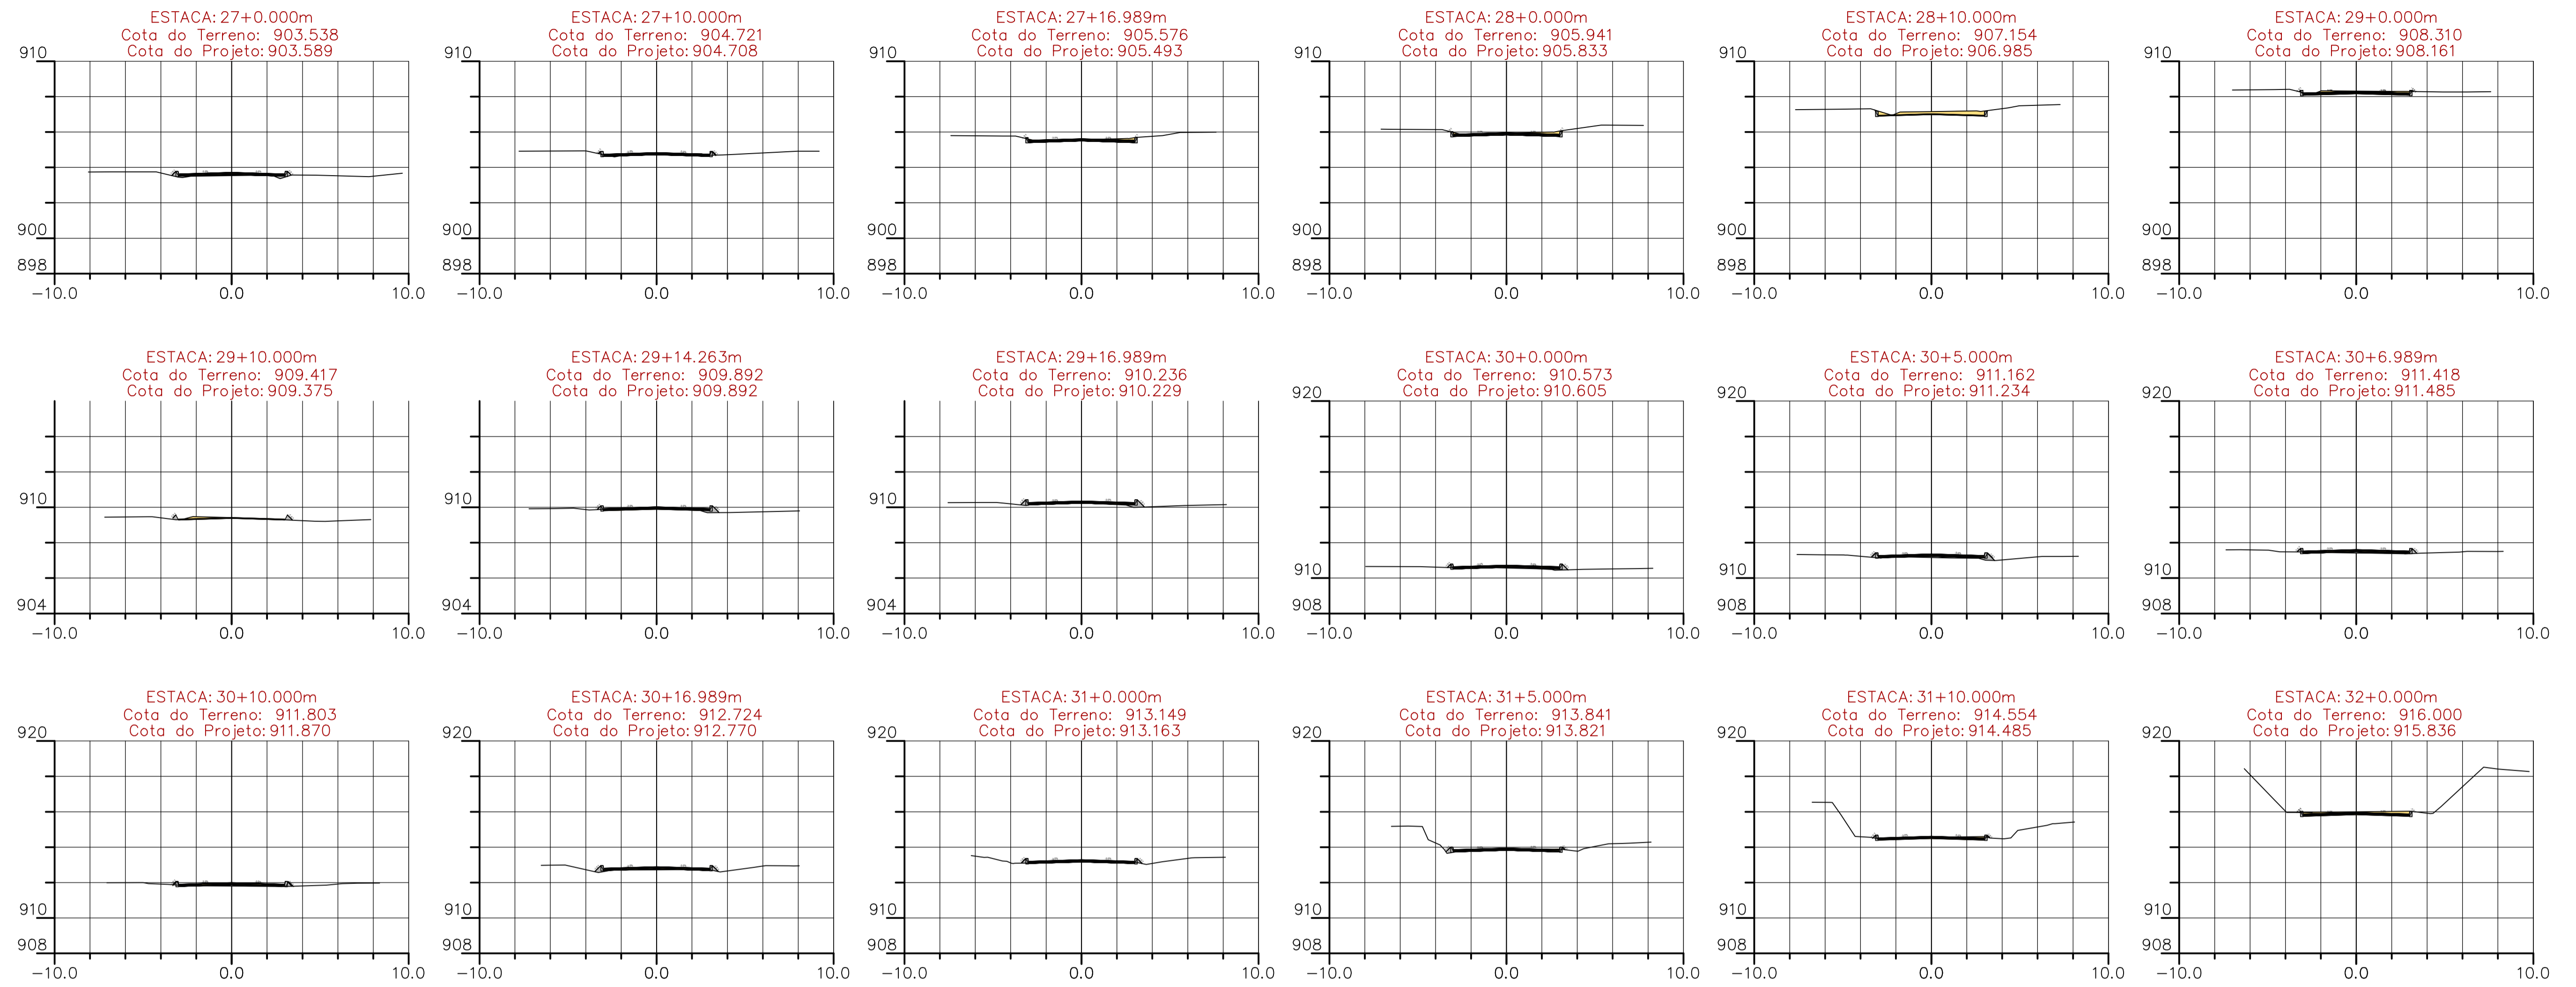 ESTACA: 27+0.000m
Cota do Terreno: 903.538
Cota do Projeto: 903.589
910
900
898
-10.0
0.0
10.0
ESTACA: 27+10.000m
Cota do Terreno: 904.721
Cota do Projeto: 904.708
910
900
898
-10.0
0.0
10.0
ESTACA: 27+16.989m
Cota do Terreno: 905.576
Cota do Projeto: 905.493
910
900
898
-10.0
0.0
10.0
ESTACA: 28+0.000m
Cota do Terreno: 905.941
Cota do Projeto: 905.833
910
900
898
-10.0
0.0
10.0
ESTACA: 28+10.000m
Cota do Terreno: 907.154
Cota do Projeto: 906.985
910
900
898
-10.0
0.0
10.0
ESTACA: 29+0.000m
Cota do Terreno: 908.310
Cota do Projeto: 908.161
910
900
898
-10.0
0.0
10.0
ESTACA: 29+10.000m
Cota do Terreno: 909.417
Cota do Projeto: 909.375
910
904
-10.0
0.0
10.0
ESTACA: 29+14.263m
Cota do Terreno: 909.892
Cota do Projeto: 909.892
910
904
-10.0
0.0
10.0
ESTACA: 29+16.989m
Cota do Terreno: 910.236
Cota do Projeto: 910.229
910
904
-10.0
0.0
10.0
ESTACA: 30+0.000m
Cota do Terreno: 910.573
Cota do Projeto: 910.605
920
910
908
-10.0
0.0
10.0
ESTACA: 30+5.000m
Cota do Terreno: 911.162
Cota do Projeto: 911.234
920
910
908
-10.0
0.0
10.0
ESTACA: 30+6.989m
Cota do Terreno: 911.418
Cota do Projeto: 911.485
920
910
908
-10.0
0.0
10.0
ESTACA: 30+10.000m
Cota do Terreno: 911.803
Cota do Projeto: 911.870
920
910
908
-10.0
0.0
10.0
ESTACA: 30+16.989m
Cota do Terreno: 912.724
Cota do Projeto: 912.770
920
910
908
-10.0
0.0
10.0
ESTACA: 31+0.000m
Cota do Terreno: 913.149
Cota do Projeto: 913.163
920
910
908
-10.0
0.0
10.0
ESTACA: 31+5.000m
Cota do Terreno: 913.841
Cota do Projeto: 913.821
920
910
908
-10.0
0.0
10.0
ESTACA: 31+10.000m
Cota do Terreno: 914.554
Cota do Projeto: 914.485
920
910
908
-10.0
0.0
10.0
ESTACA: 32+0.000m
Cota do Terreno: 916.000
Cota do Projeto: 915.836
920
910
908
-10.0
0.0
10.0